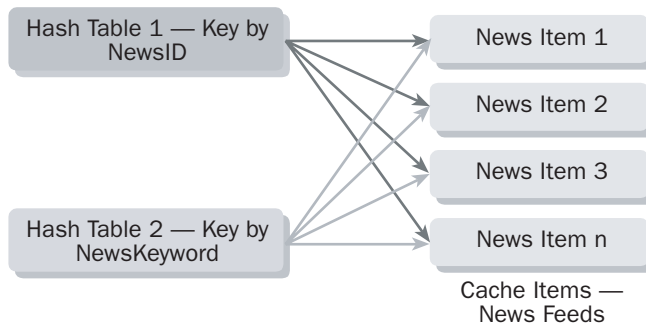 Hash Table 1 — Key by
NewsID
News Item 1
News Item 2
News Item 3
Hash Table 2 — Key by
NewsKeyword
News Item n
Cache Items —
News Feeds